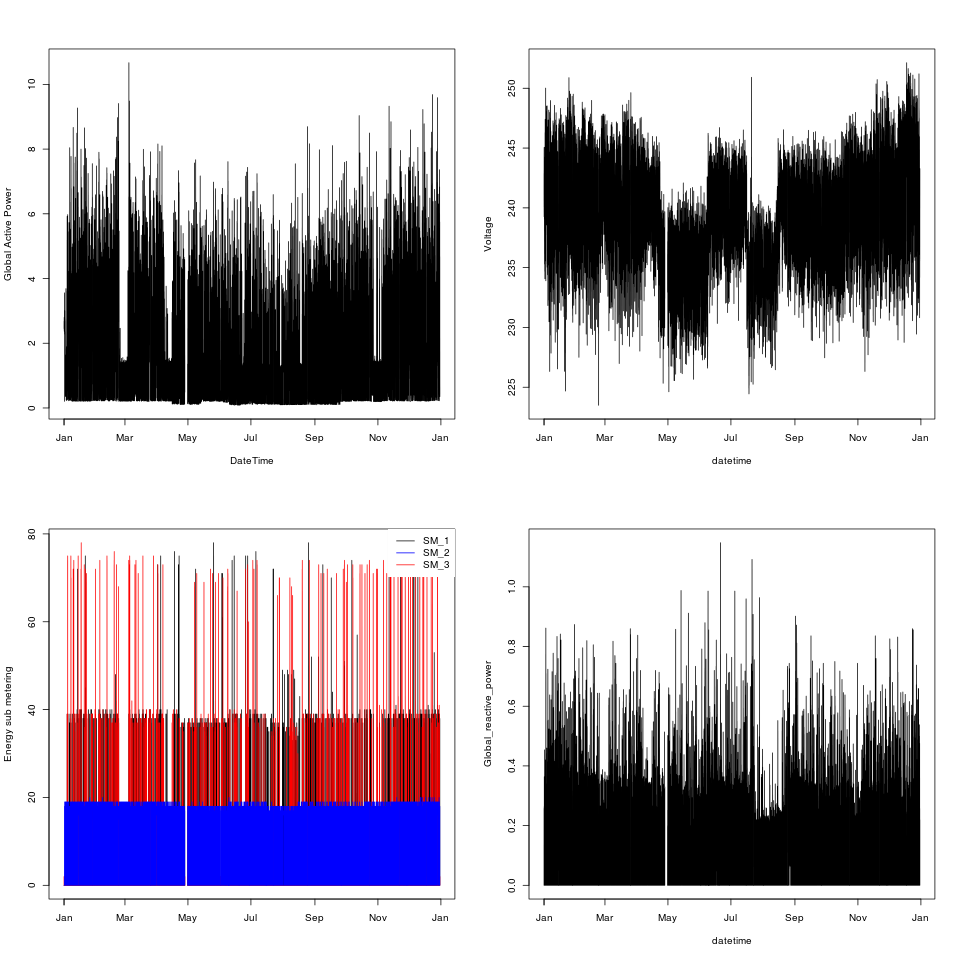 Global Active Power
0 2 4 6 8 10
Jan Mar May Jul Sep Nov Jan
DateTime
Voltage
225 230 235 240 245 250
Jan Mar May Jul Sep Nov Jan
datetime
Energy sub metering
0 20 40 60 80
SM_1
SM_2
SM_3
Jan Mar May Jul Sep Nov Jan
Global_reactive_power
0.0 0.2 0.4 0.6 0.8 1.0
Jan Mar May Jul Sep Nov Jan
datetime